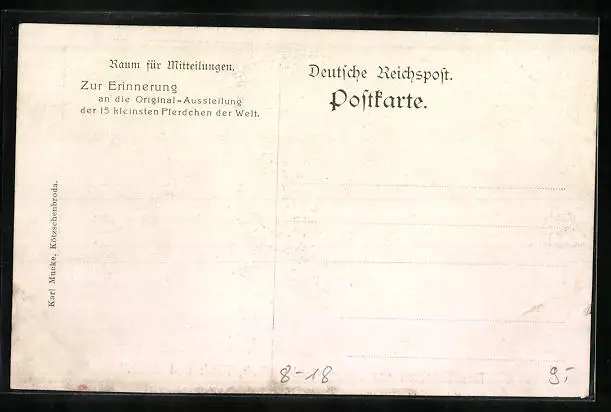 Raum für Mitteilungen.
Zur Erinnerung
an die Original-Ausstellung
der 15 kleinsten Pferdchen der Welt.
Karl Mucke, Kötzschenbroda.
Deutsche Reichspost.
Postkarte.
8-18
9.-